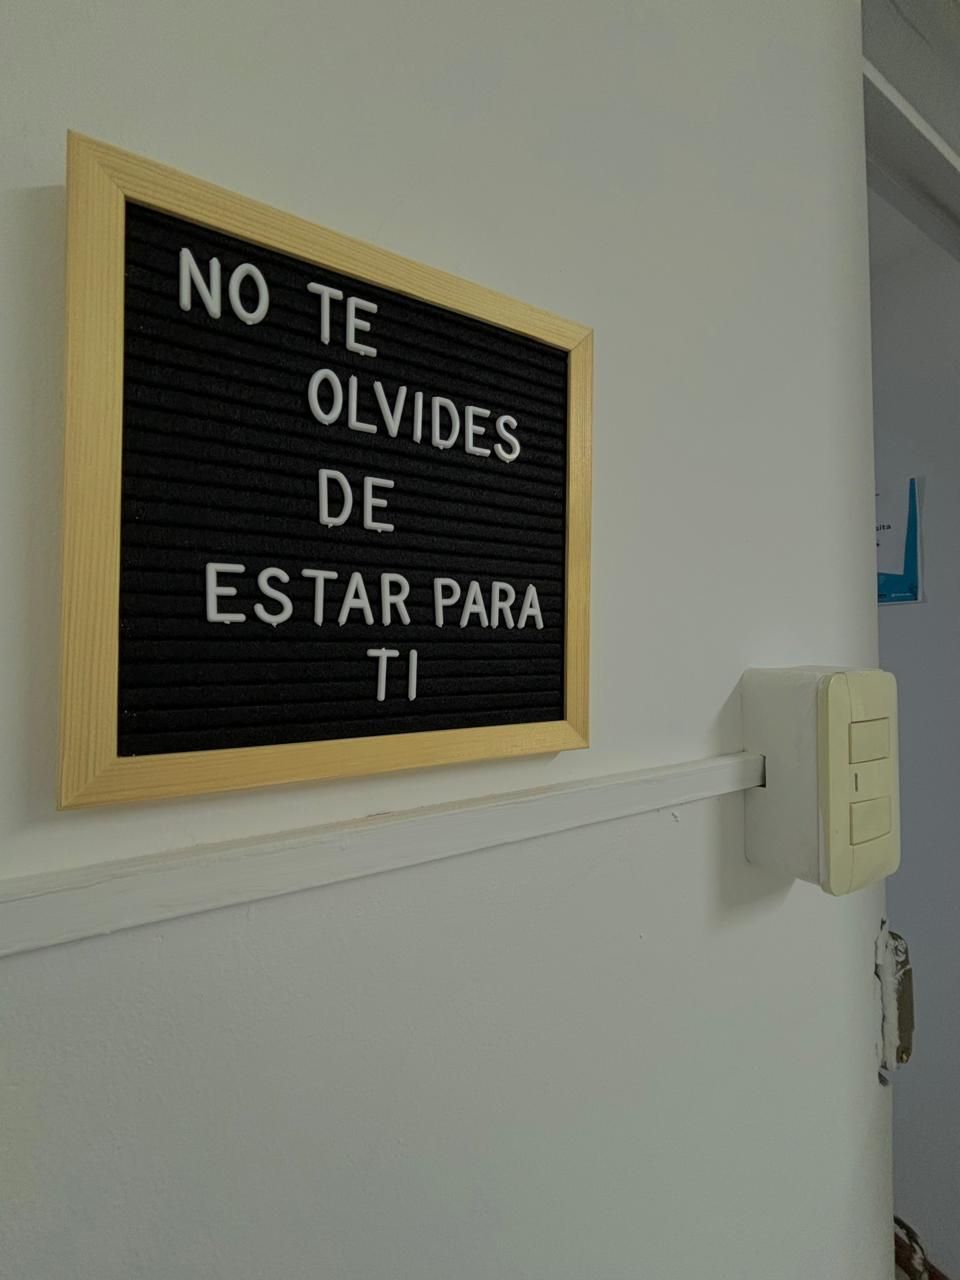 NO TE
OLVIDES
DE
ESTAR PARA
TI